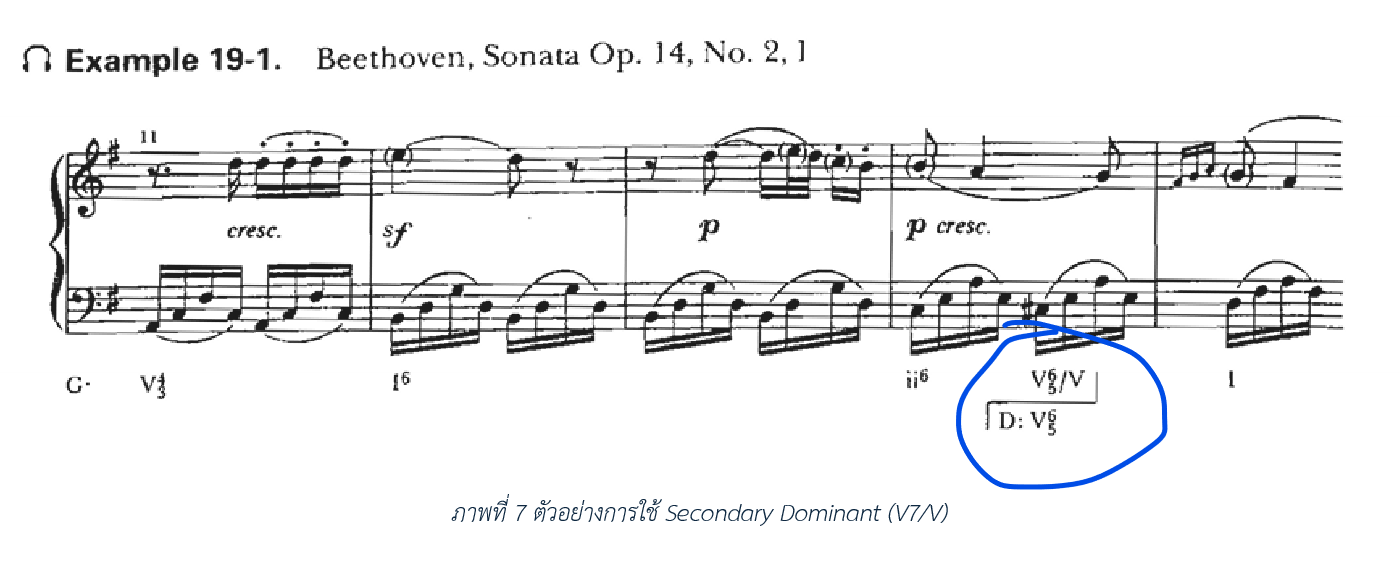 Example 19-1. Beethoven, Sonata Op. 14, No. 2, I
11
cresc. sf p p cresc.
G: V4/3 I6 ii6 V6/5/V I
D: V6/5
ภาพที่ 7 ตัวอย่างการใช้ Secondary Dominant (V7/V)